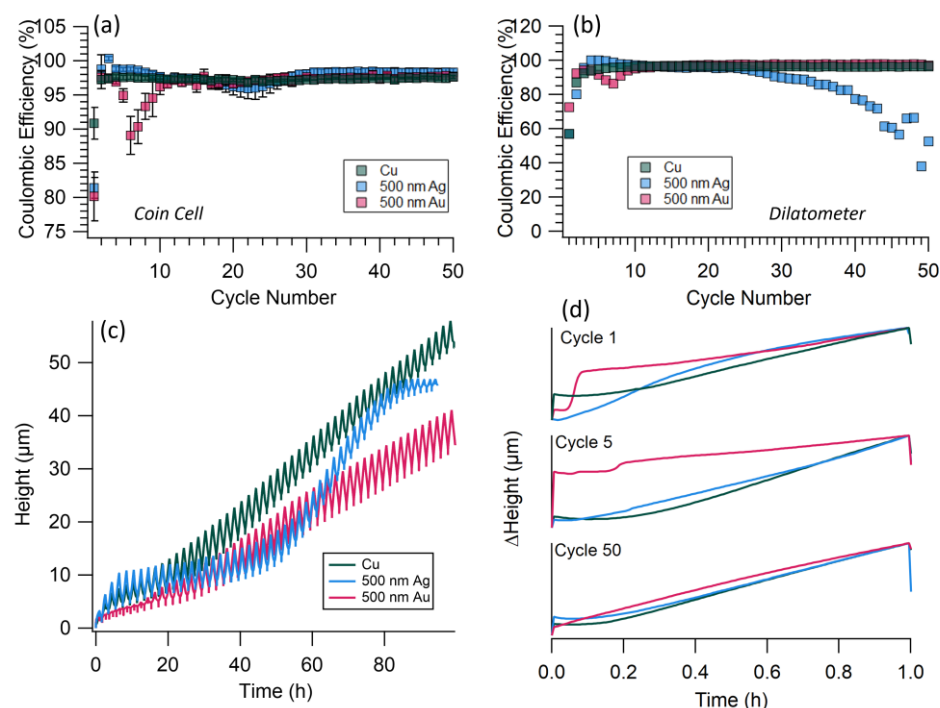 (a)
Coulombic Efficiency (%)
105
100
95
90
85
80
75
Cu
500 nm Ag
500 nm Au
Coin Cell
10
20
30
40
50
Cycle Number
(b)
Coulombic Efficiency (%)
120
100
80
60
40
20
0
Cu
500 nm Ag
500 nm Au
Dilatometer
0
10
20
30
40
50
Cycle Number
(c)
Height (μm)
50
40
30
20
10
0
Cu
500 nm Ag
500 nm Au
0
20
40
60
80
Time (h)
(d)
ΔHeight (μm)
Cycle 1
Cycle 5
Cycle 50
0.0
0.2
0.4
0.6
0.8
1.0
Time (h)